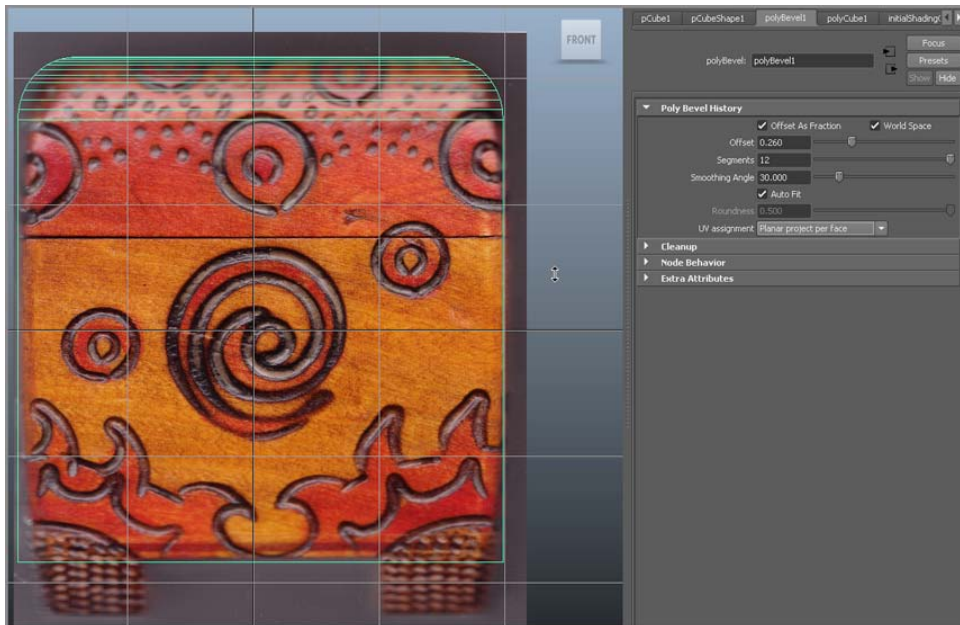 FRONT
pCube1 pCubeShape1 polyBevel1 polyCube1 initialShadingG
polyBevel: polyBevel1
Focus
Presets
Show Hide
Poly Bevel History
Offset As Fraction World Space
Offset 0.260
Segments 12
Smoothing Angle 30.000
Auto Fit
Roundness 0.500
UV assignment Planar project per face
Cleanup
Node Behavior
Extra Attributes